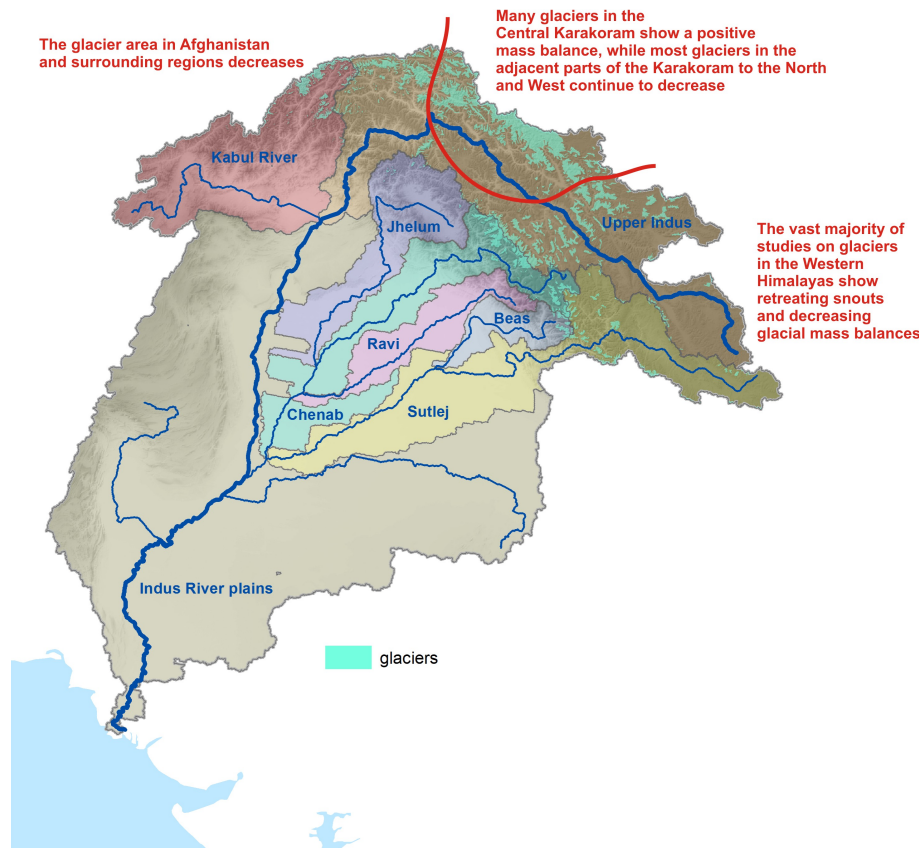 The glacier area in Afghanistan
and surrounding regions decreases
Many glaciers in the
Central Karakoram show a positive
mass balance, while most glaciers in the
adjacent parts of the Karakoram to the North
and West continue to decrease
Kabul River
Jhelum
Upper Indus
The vast majority of
studies on glaciers
in the Western
Himalayas show
retreating snouts
and decreasing
glacial mass balances
Beas
Ravi
Chenab
Sutlej
Indus River plains
glaciers